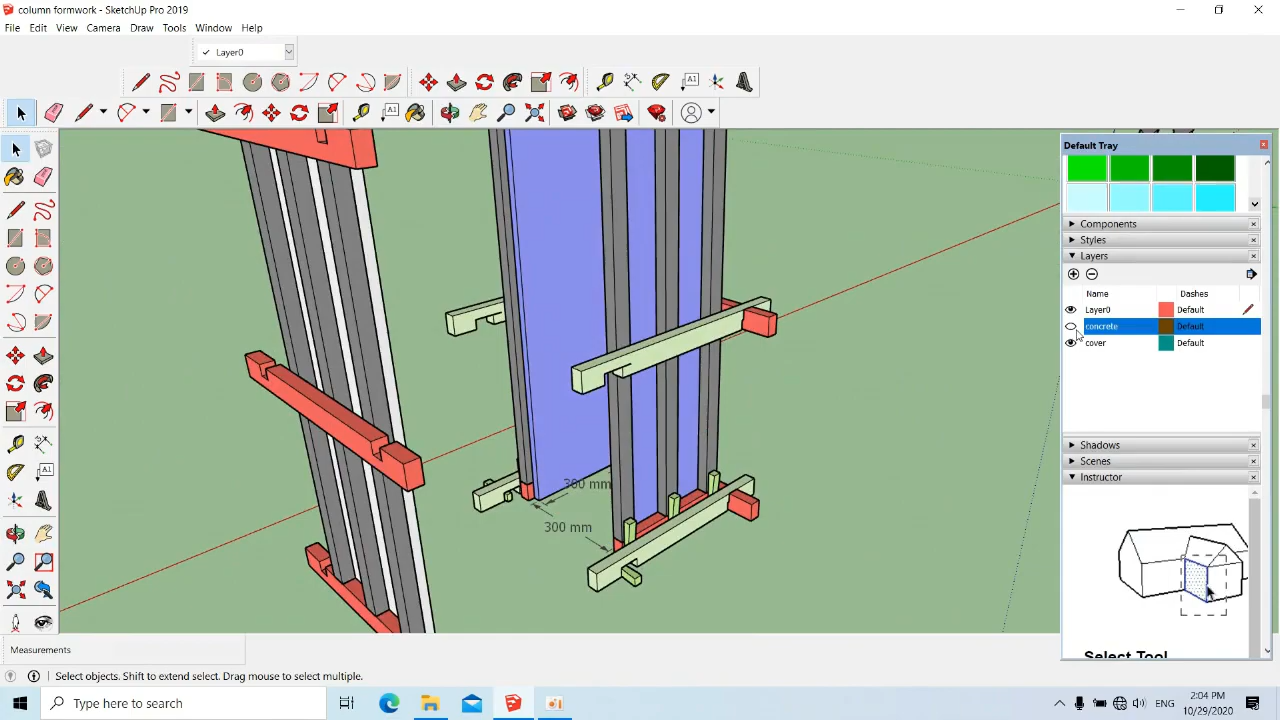 column formwork - SketchUp Pro 2019
File Edit View Camera Draw Tools Window Help
Layer0
A1
A1
Default Tray
Components
Styles
Layers
Name Dashes
Layer0 Default
concrete Default
cover Default
Shadows
Scenes
Instructor
Select Tool
A1
300 mm
300 mm
Measurements
Select objects. Shift to extend select. Drag mouse to select multiple.
Type here to search
ENG
2:04 PM
10/29/2020